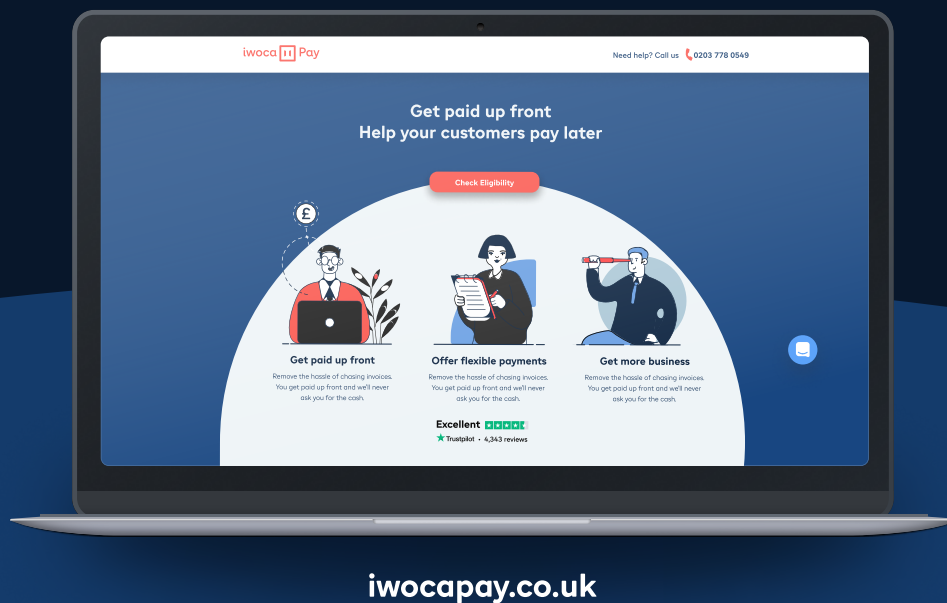 iwoca Pay
Need help? Call us 0203 778 0549
Get paid up front
Help your customers pay later
Check Eligibility
£
Get paid up front
Remove the hassle of chasing invoices.
You get paid up front and we'll never
ask you for the cash.
Offer flexible payments
Remove the hassle of chasing invoices.
You get paid up front and we'll never
ask you for the cash.
Get more business
Remove the hassle of chasing invoices.
You get paid up front and we'll never
ask you for the cash.
Excellent
Trustpilot • 4,343 reviews
iwocapay.co.uk